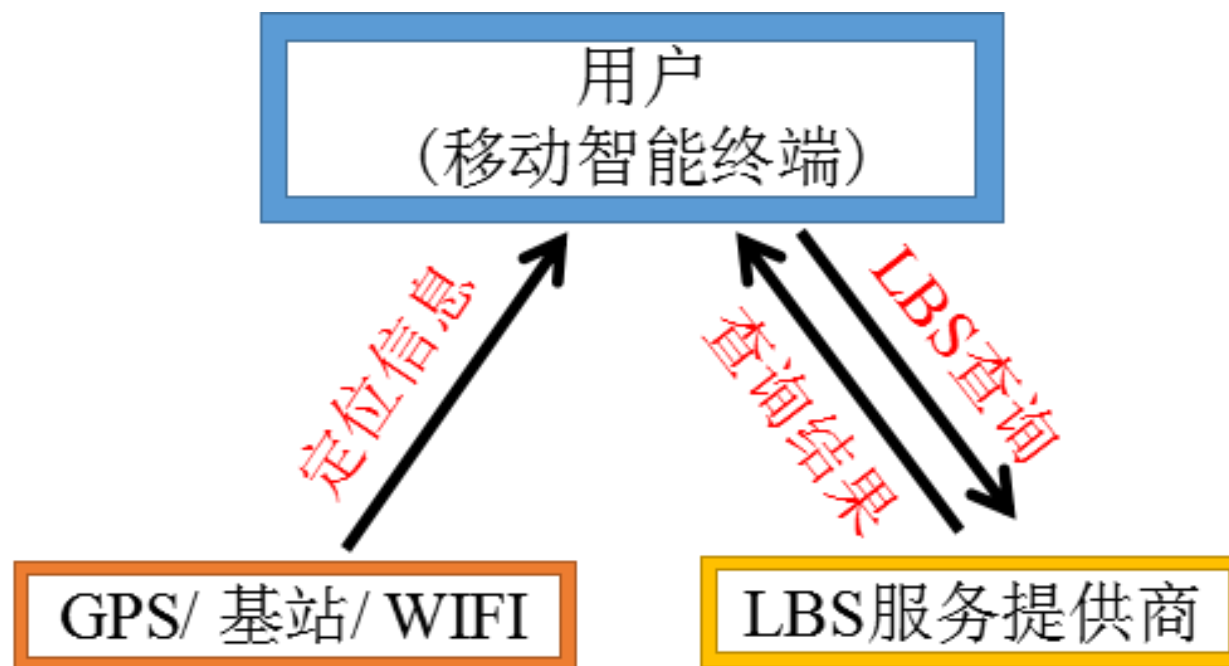 用户
(移动智能终端)
定位信息
查询结果
LBS查询
GPS/ 基站/ WIFI
LBS服务提供商